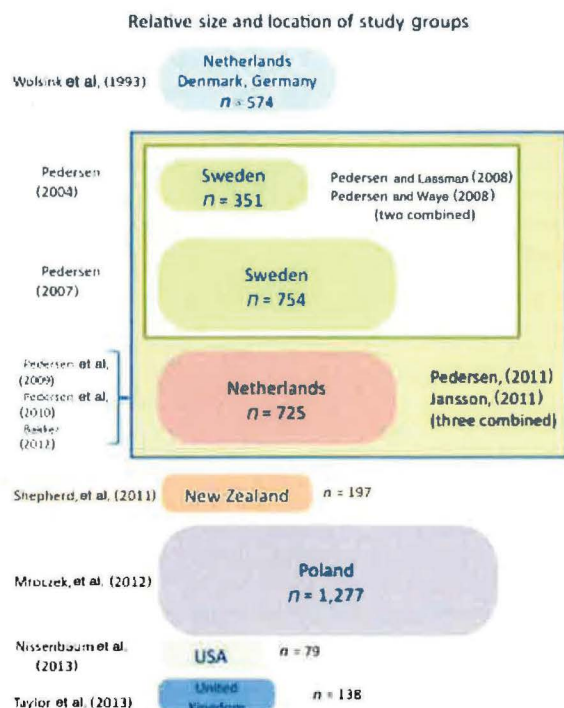 Relative size and location of study groups
Wolsink et al, (1993)
Netherlands
Denmark, Germany
n = 574
Pedersen
(2004)
Sweden
n = 351
Pedersen and Lassman (2008)
Pedersen and Waye (2008)
(two combined)
Pedersen
(2007)
Sweden
n = 754
Pedersen et al,
(2009)
Pedersen et al,
(2010)
Bakker
(2012)
Netherlands
n = 725
Pedersen, (2011)
Jansson, (2011)
(three combined)
Shepherd, et al, (2011)
New Zealand
n = 197
Mroczek, et al. (2012)
Poland
n = 1,277
Nissenbaum et al.
(2013)
USA
n = 79
Taylor et al. (2013)
United
Kingdom
n = 138